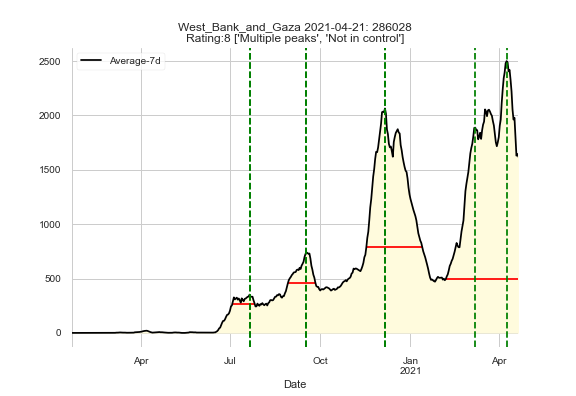 West_Bank_and_Gaza 2021-04-21: 286028
Rating:8 ['Multiple peaks', 'Not in control']
Average-7d
2500
2000
1500
1000
500
0
Apr
Jul
Oct
Jan
2021
Apr
Date